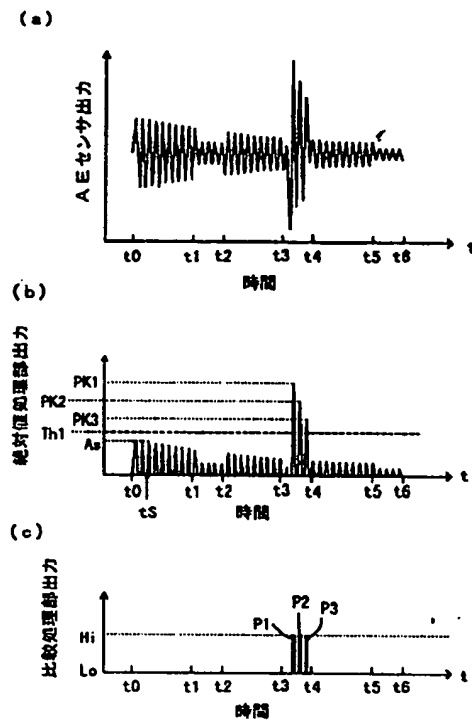 (a)
AEセンサ出力
t0 t1 t2 t3 t4 t5 t6 t
時間
(b)
絶対値処理部出力
PK1
PK2
PK3
Th1
As
t0 t1 t2 t3 t4 t5 t6 t
tS
時間
(c)
比較処理部出力
P1 P2 P3
Hi
Lo
t0 t1 t2 t3 t4 t5 t6 t
時間